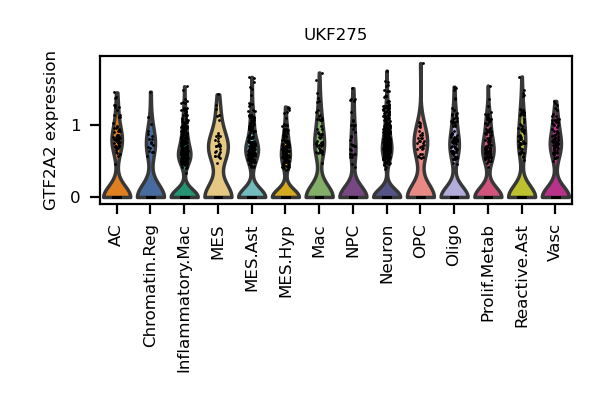 UKF275
GTF2A2 expression
1
0
AC
Chromatin.Reg
Inflammatory.Mac
MES
MES.Ast
MES.Hyp
Mac
NPC
Neuron
OPC
Oligo
Prolif.Metab
Reactive.Ast
Vasc